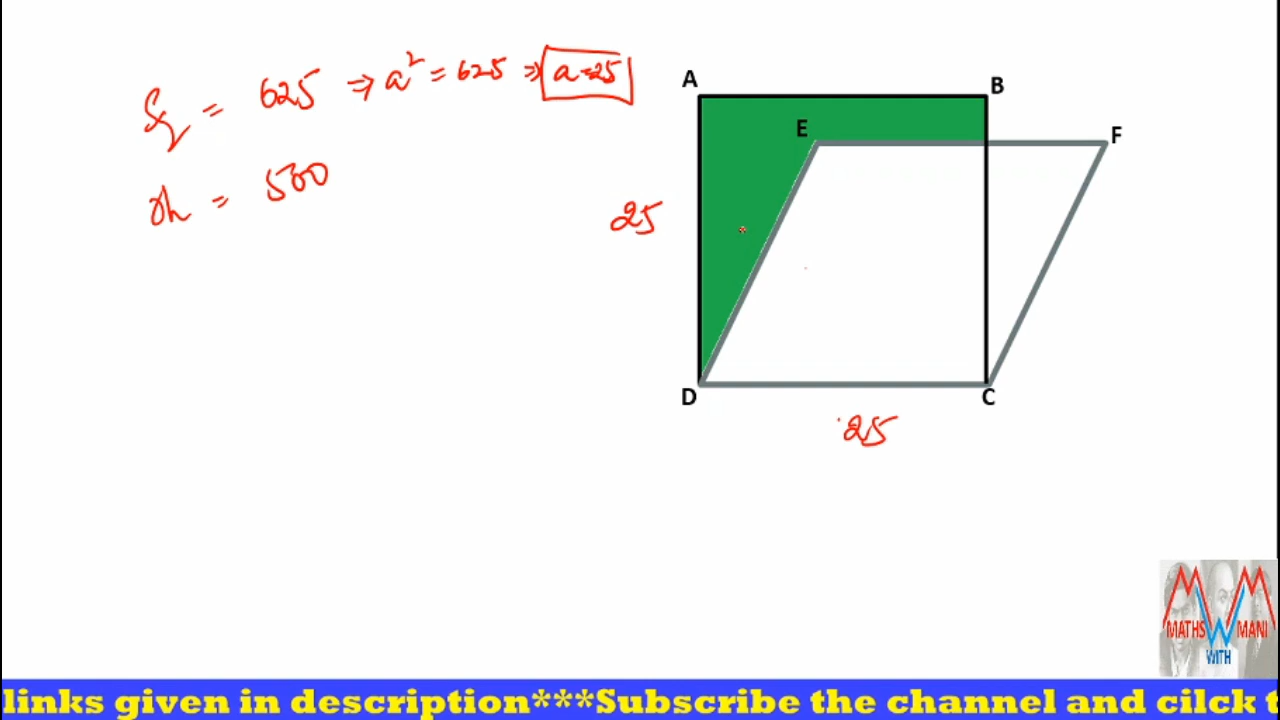 Sq = 625 ⇒ a² = 625 ⇒ a = 25
rh = 500
A
B
E
F
25
D
C
25
MATHS MANI
WITH
links given in description***Subscribe the channel and cilck t